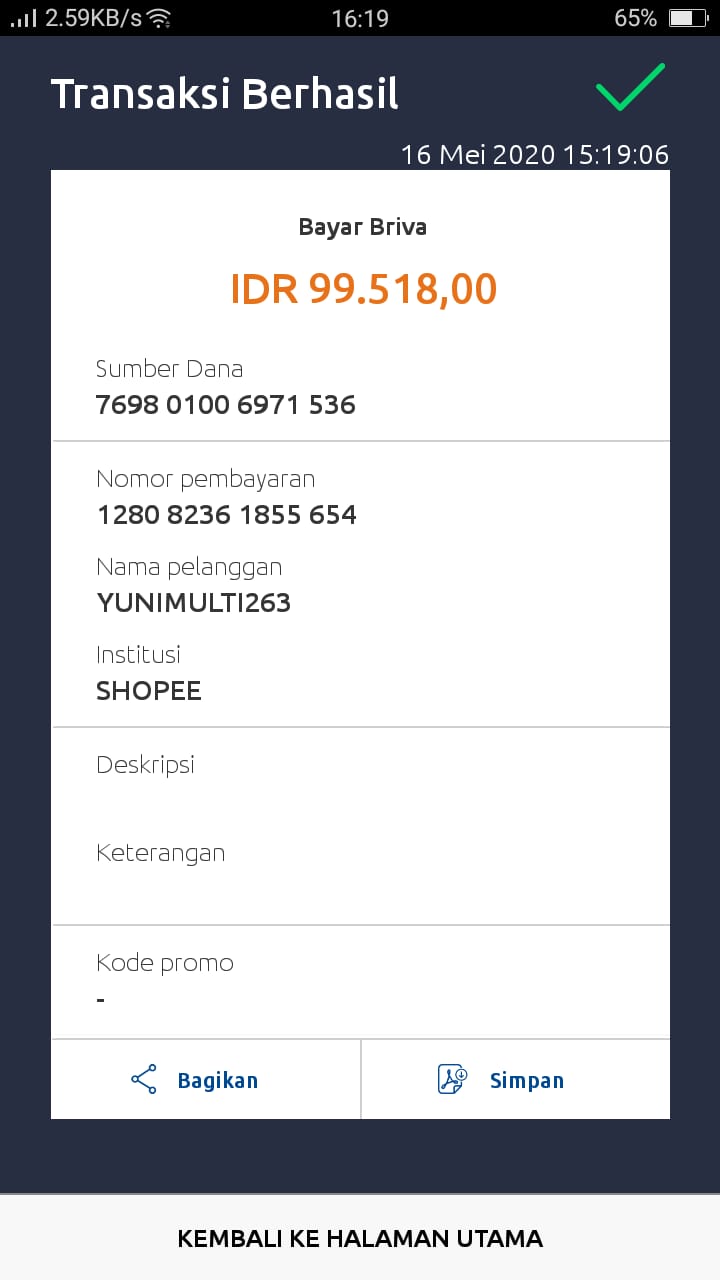 2.59KB/s 16:19 65%
Transaksi Berhasil
16 Mei 2020 15:19:06
Bayar Briva
IDR 99.518,00
Sumber Dana
7698 0100 6971 536
Nomor pembayaran
1280 8236 1855 654
Nama pelanggan
YUNIMULTI263
Institusi
SHOPEE
Deskripsi
Keterangan
Kode promo
-
Bagikan Simpan
KEMBALI KE HALAMAN UTAMA